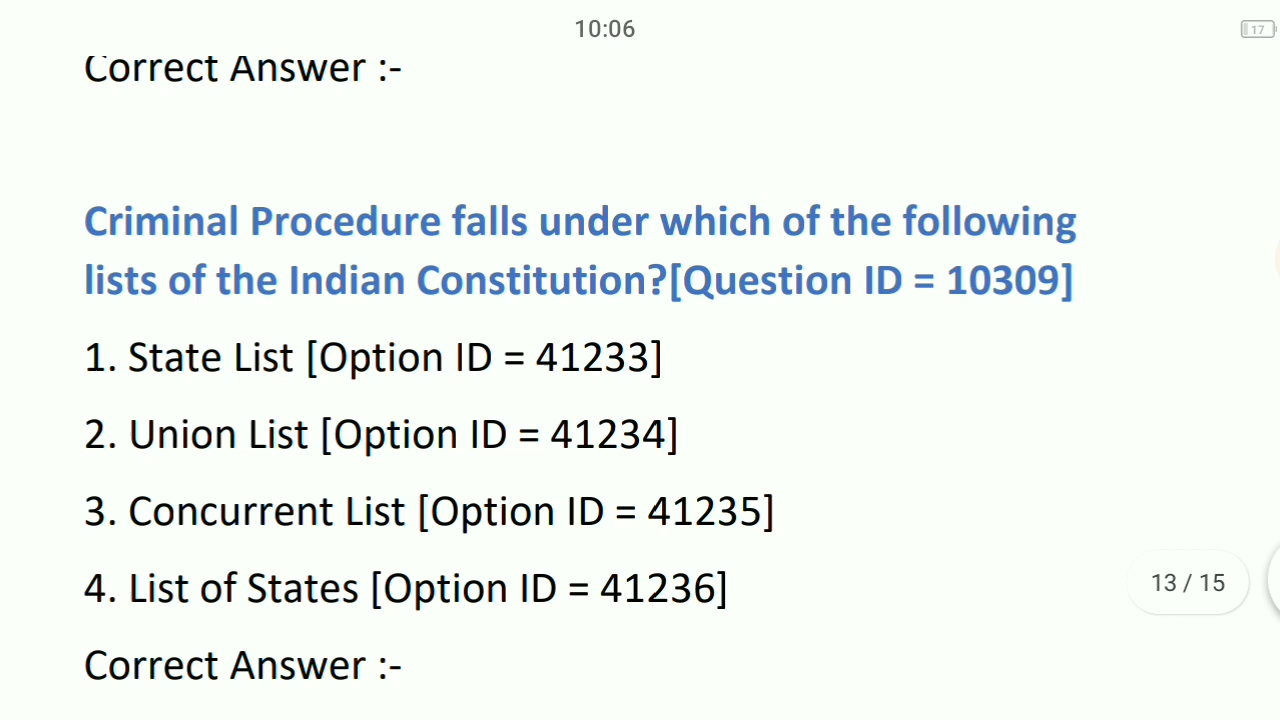 10:06
17
Correct Answer :-
Criminal Procedure falls under which of the following
lists of the Indian Constitution?[Question ID = 10309]
1. State List [Option ID = 41233]
2. Union List [Option ID = 41234]
3. Concurrent List [Option ID = 41235]
4. List of States [Option ID = 41236]
13 / 15
Correct Answer :-